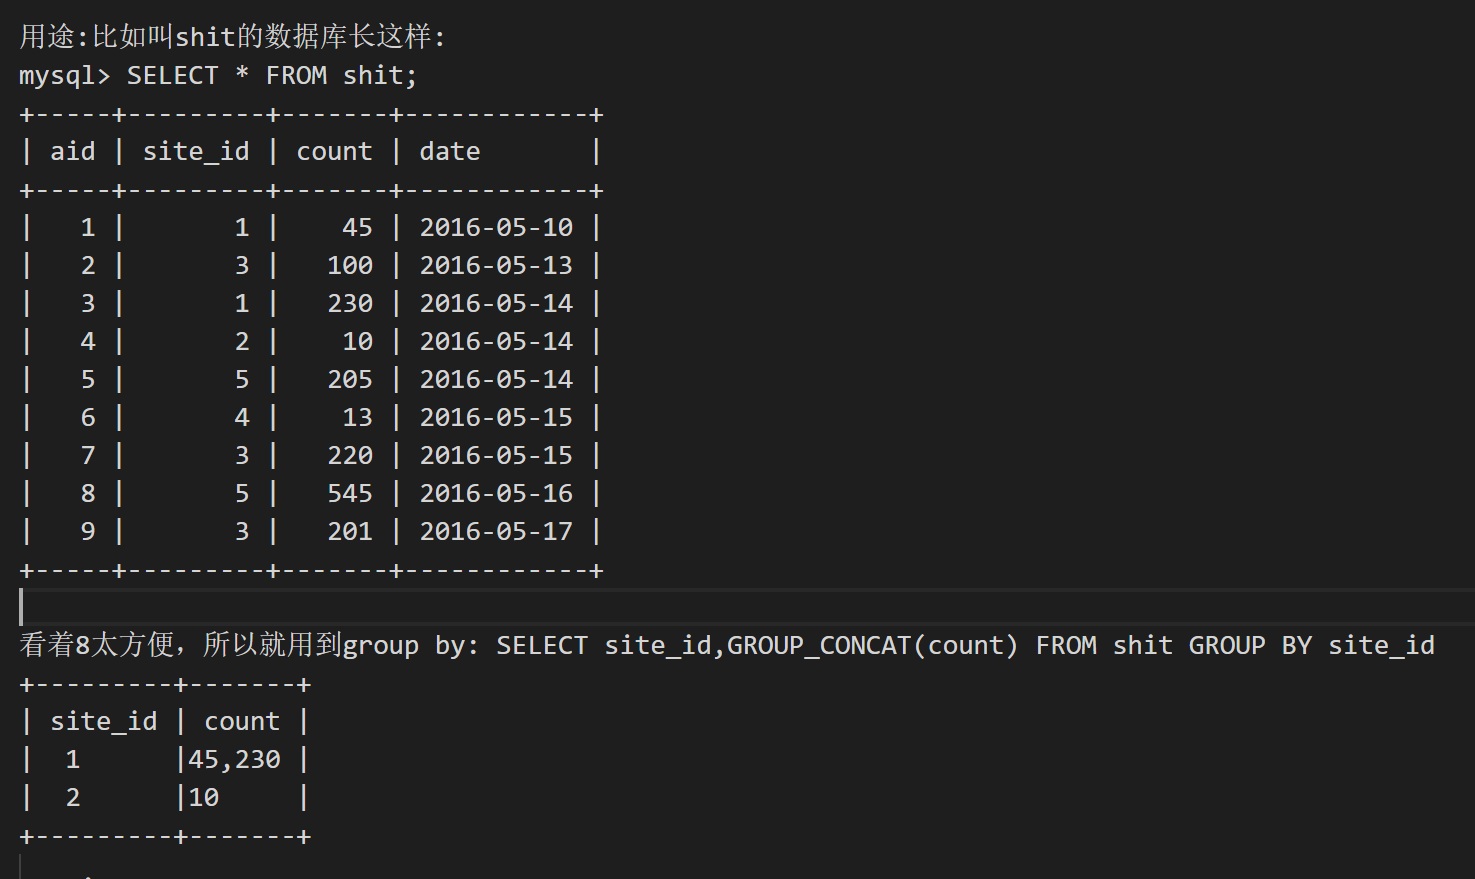 用途:比如叫shit的数据库长这样:
mysql> SELECT * FROM shit;
+-----+---------+-------+------------+
| aid | site_id | count | date       |
+-----+---------+-------+------------+
|   1 |       1 |    45 | 2016-05-10 |
|   2 |       3 |   100 | 2016-05-13 |
|   3 |       1 |   230 | 2016-05-14 |
|   4 |       2 |    10 | 2016-05-14 |
|   5 |       5 |   205 | 2016-05-14 |
|   6 |       4 |    13 | 2016-05-15 |
|   7 |       3 |   220 | 2016-05-15 |
|   8 |       5 |   545 | 2016-05-16 |
|   9 |       3 |   201 | 2016-05-17 |
+-----+---------+-------+------------+
看着8太方便，所以就用到group by: SELECT site_id,GROUP_CONCAT(count) FROM shit GROUP BY site_id
+---------+-------+
| site_id | count |
|  1      |45,230 |
|  2      |10     |
+---------+-------+